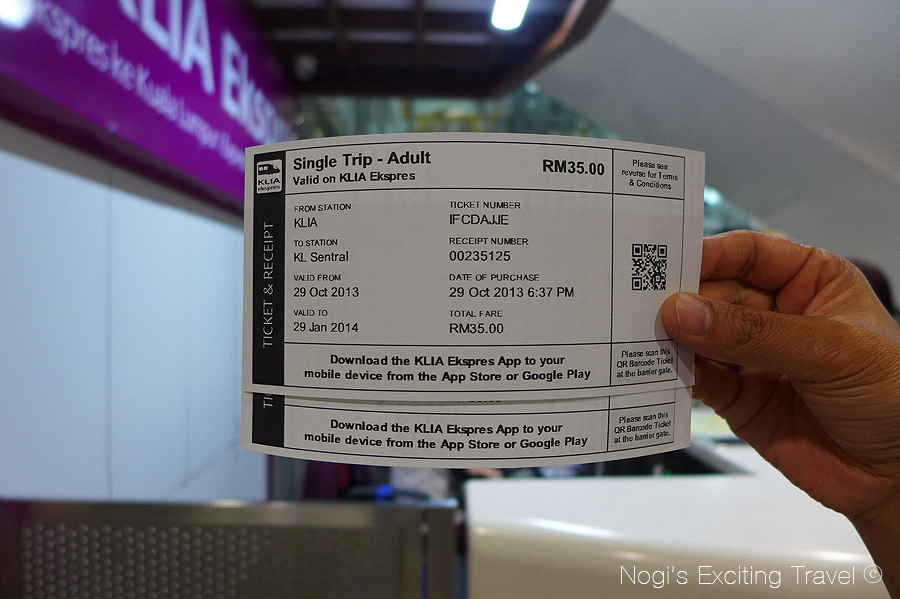 KLIA Eksp
kspres ke Kuala Lumpur
KLIA
ekspres
TICKET & RECEIPT
Single Trip - Adult
Valid on KLIA Ekspres
RM35.00
Please see
reverse for Terms
& Conditions
FROM STATION
KLIA
TICKET NUMBER
IFCDAJJE
TO STATION
KL Sentral
RECEIPT NUMBER
00235125
VALID FROM
29 Oct 2013
DATE OF PURCHASE
29 Oct 2013 6:37 PM
VALID TO
29 Jan 2014
TOTAL FARE
RM35.00
Download the KLIA Ekspres App to your
mobile device from the App Store or Google Play
Please scan this
QR Barcode Ticket
at the barrier gate.
TI
Download the KLIA Ekspres App to your
mobile device from the App Store or Google Play
Please scan this
QR Barcode Ticket
at the barrier gate.
Nogi's Exciting Travel ©